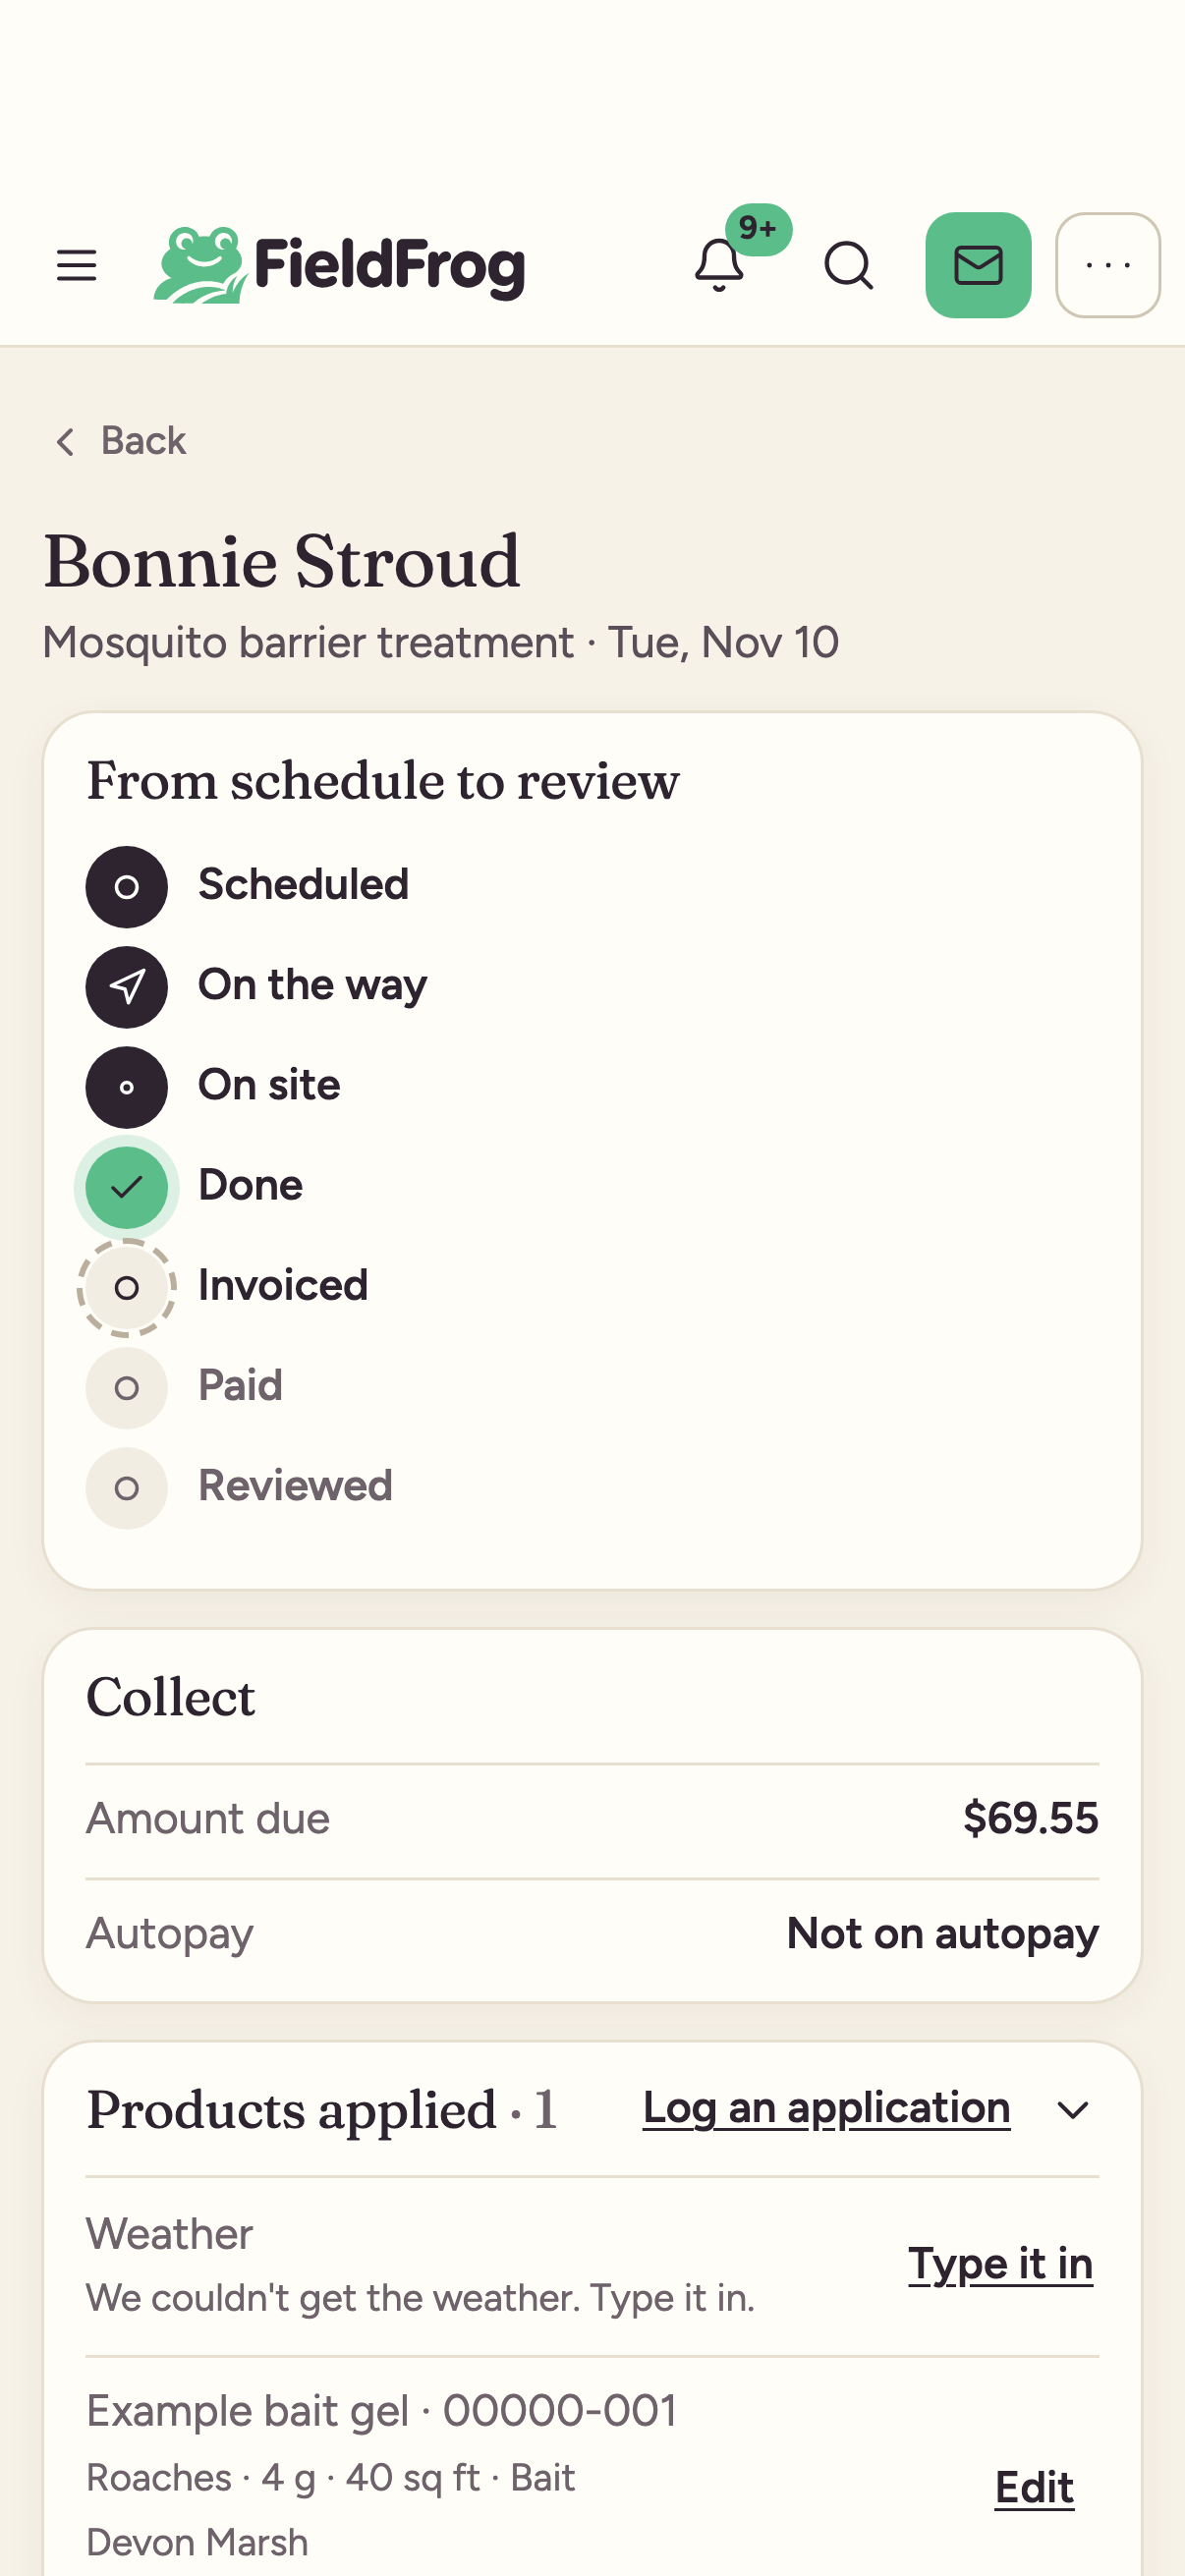 FieldFrog
9+
Back
Bonnie Stroud
Mosquito barrier treatment · Tue, Nov 10
From schedule to review
Scheduled
On the way
On site
Done
Invoiced
Paid
Reviewed
Collect
Amount due $69.55
Autopay Not on autopay
Products applied · 1 Log an application
Weather
We couldn't get the weather. Type it in.
Type it in
Example bait gel · 00000-001
Roaches · 4 g · 40 sq ft · Bait
Edit
Devon Marsh